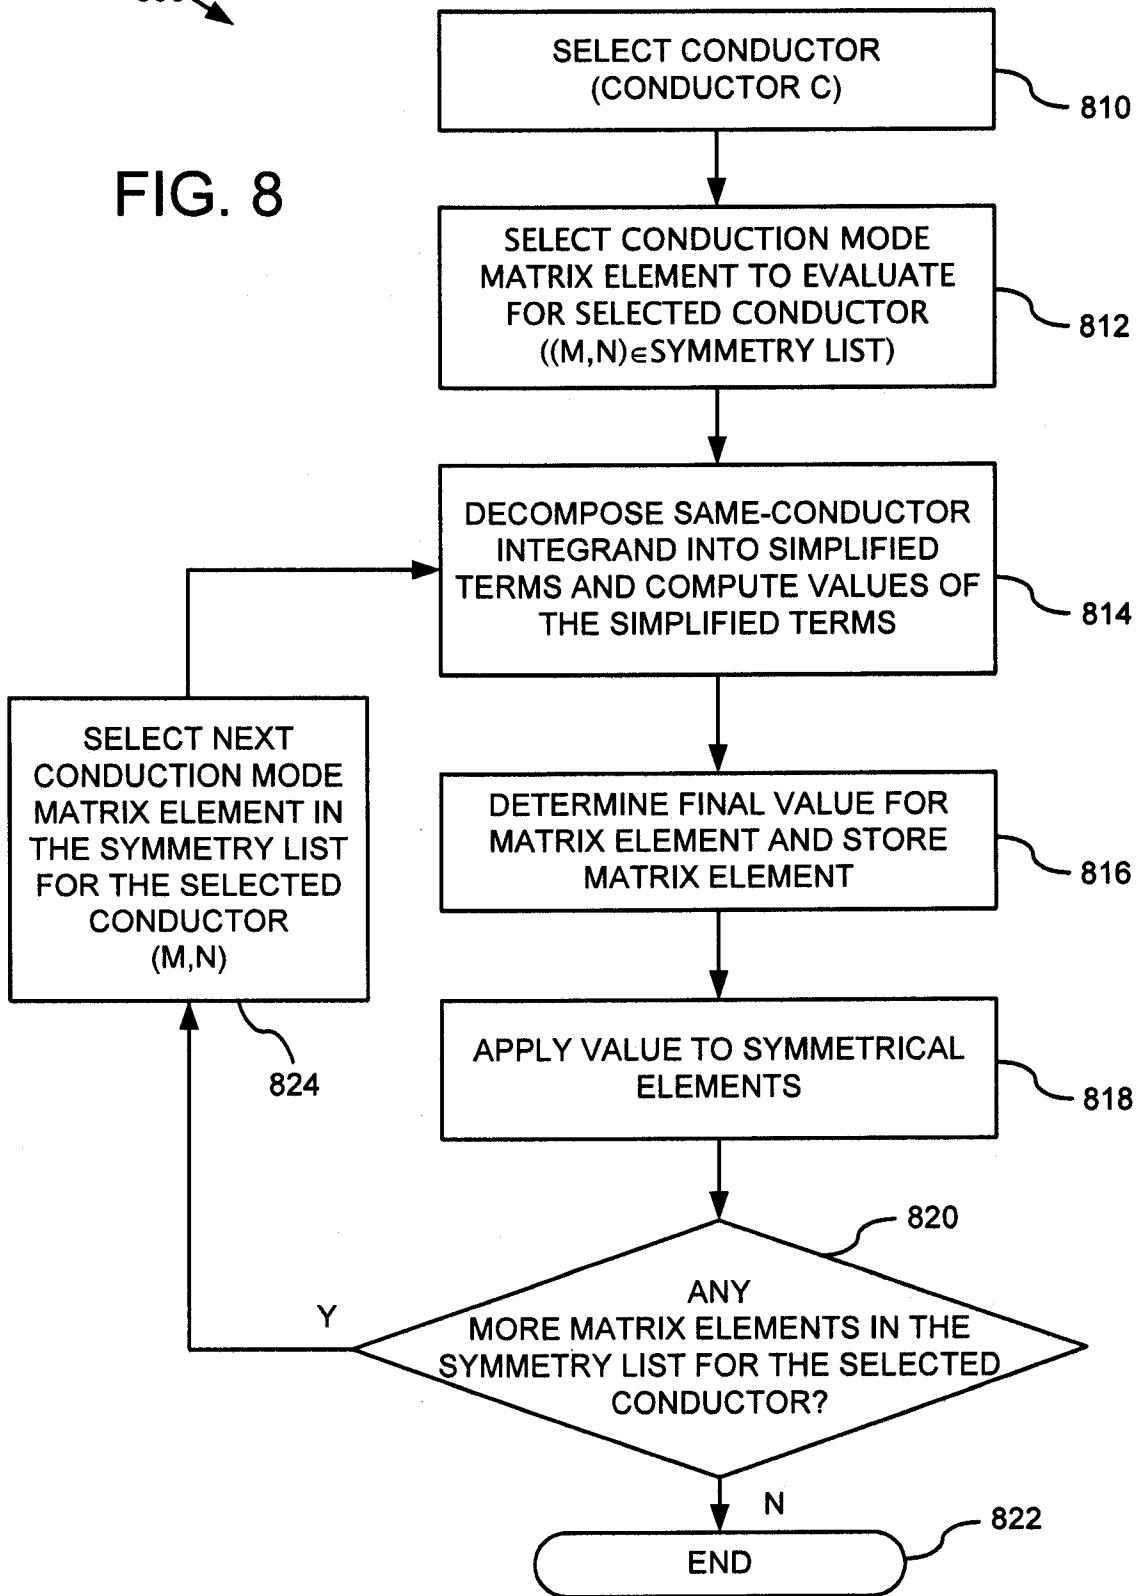 SELECT CONDUCTOR
(CONDUCTOR C)
810
FIG. 8
SELECT CONDUCTION MODE
MATRIX ELEMENT TO EVALUATE
FOR SELECTED CONDUCTOR
((M,N)∈SYMMETRY LIST)
812
DECOMPOSE SAME-CONDUCTOR
INTEGRAND INTO SIMPLIFIED
TERMS AND COMPUTE VALUES OF
THE SIMPLIFIED TERMS
814
SELECT NEXT
CONDUCTION MODE
MATRIX ELEMENT IN
THE SYMMETRY LIST
FOR THE SELECTED
CONDUCTOR
(M,N)
824
DETERMINE FINAL VALUE FOR
MATRIX ELEMENT AND STORE
MATRIX ELEMENT
816
APPLY VALUE TO SYMMETRICAL
ELEMENTS
818
820
ANY
MORE MATRIX ELEMENTS IN THE
SYMMETRY LIST FOR THE SELECTED
CONDUCTOR?
Y
N
END
822